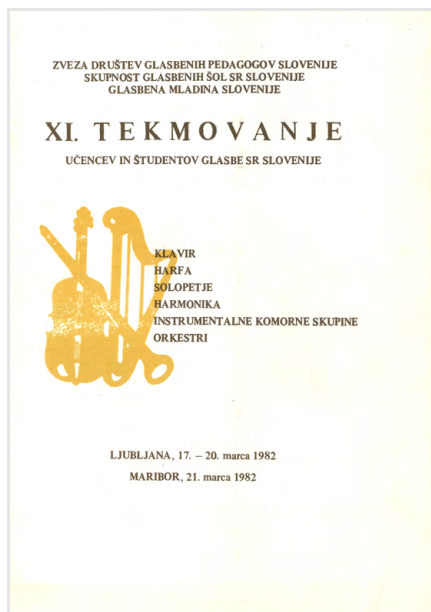 ZVEZA DRUŠTEV GLASBENIH PEDAGOGOV SLOVENIJE
SKUPNOST GLASBENIH ŠOL SR SLOVENIJE
GLASBENA MLADINA SLOVENIJE
XI. TEKMOVANJE
UČENCEV IN ŠTUDENTOV GLASBE SR SLOVENIJE
KLAVIR
HARFA
SOLOPETJE
HARMONIKA
INSTRUMENTALNE KOMORNE SKUPINE
ORKESTRI
LJUBLJANA, 17. – 20. marca 1982
MARIBOR, 21. marca 1982